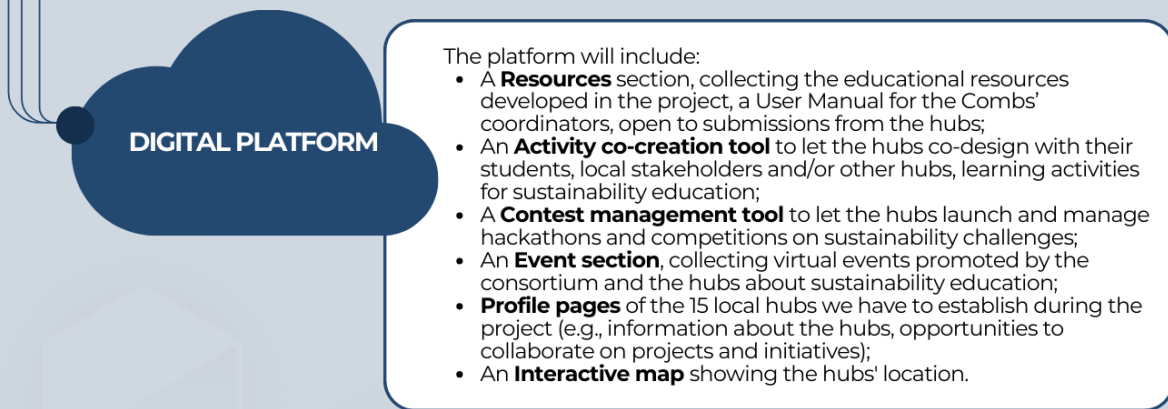 DIGITAL PLATFORM
The platform will include:
• A Resources section, collecting the educational resources
developed in the project, a User Manual for the Combs’
coordinators, open to submissions from the hubs;
• An Activity co-creation tool to let the hubs co-design with their
students, local stakeholders and/or other hubs, learning activities
for sustainability education;
• A Contest management tool to let the hubs launch and manage
hackathons and competitions on sustainability challenges;
• An Event section, collecting virtual events promoted by the
consortium and the hubs about sustainability education;
• Profile pages of the 15 local hubs we have to establish during the
project (e.g., information about the hubs, opportunities to
collaborate on projects and initiatives);
• An Interactive map showing the hubs' location.